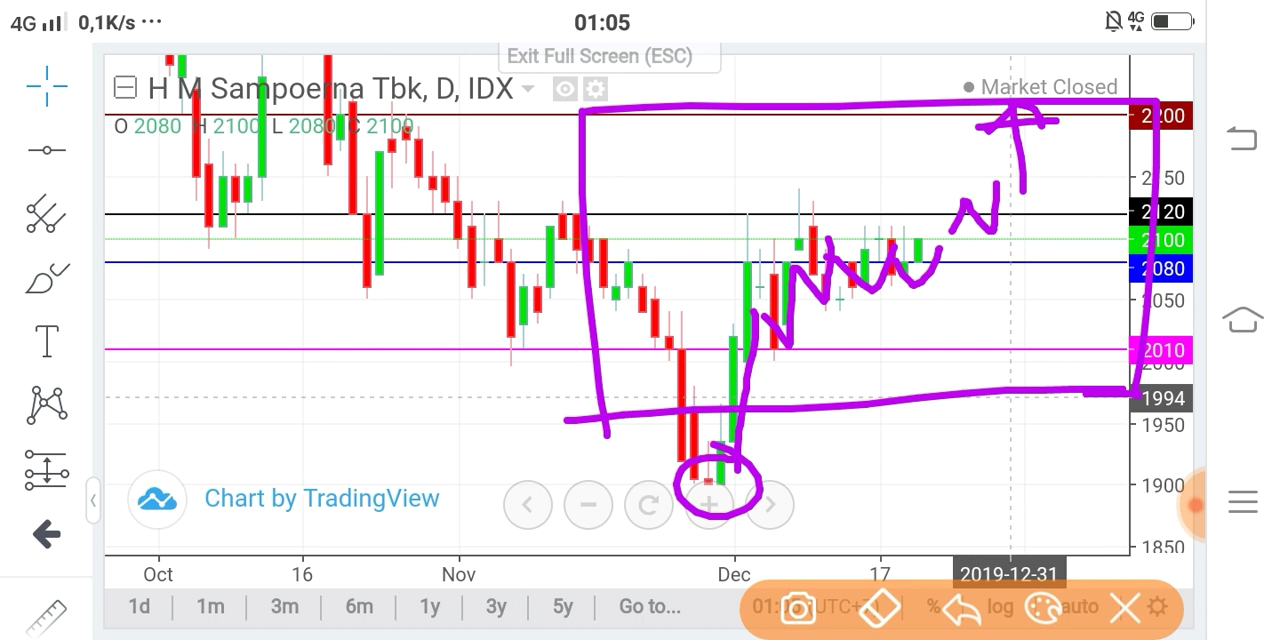 4G 0,1K/s ··· 01:05 4G
Exit Full Screen (ESC)
H M Sampoerna Tbk, D, IDX
Market Closed
O 2080 H 2100 L 2080 C 2100
2200
2150
2120
2100
2080
2050
2010
2000
1994
1950
1900
1850
Chart by TradingView
Oct 16 Nov Dec 17 2019-12-31
1d 1m 3m 6m 1y 3y 5y Go to... % log auto